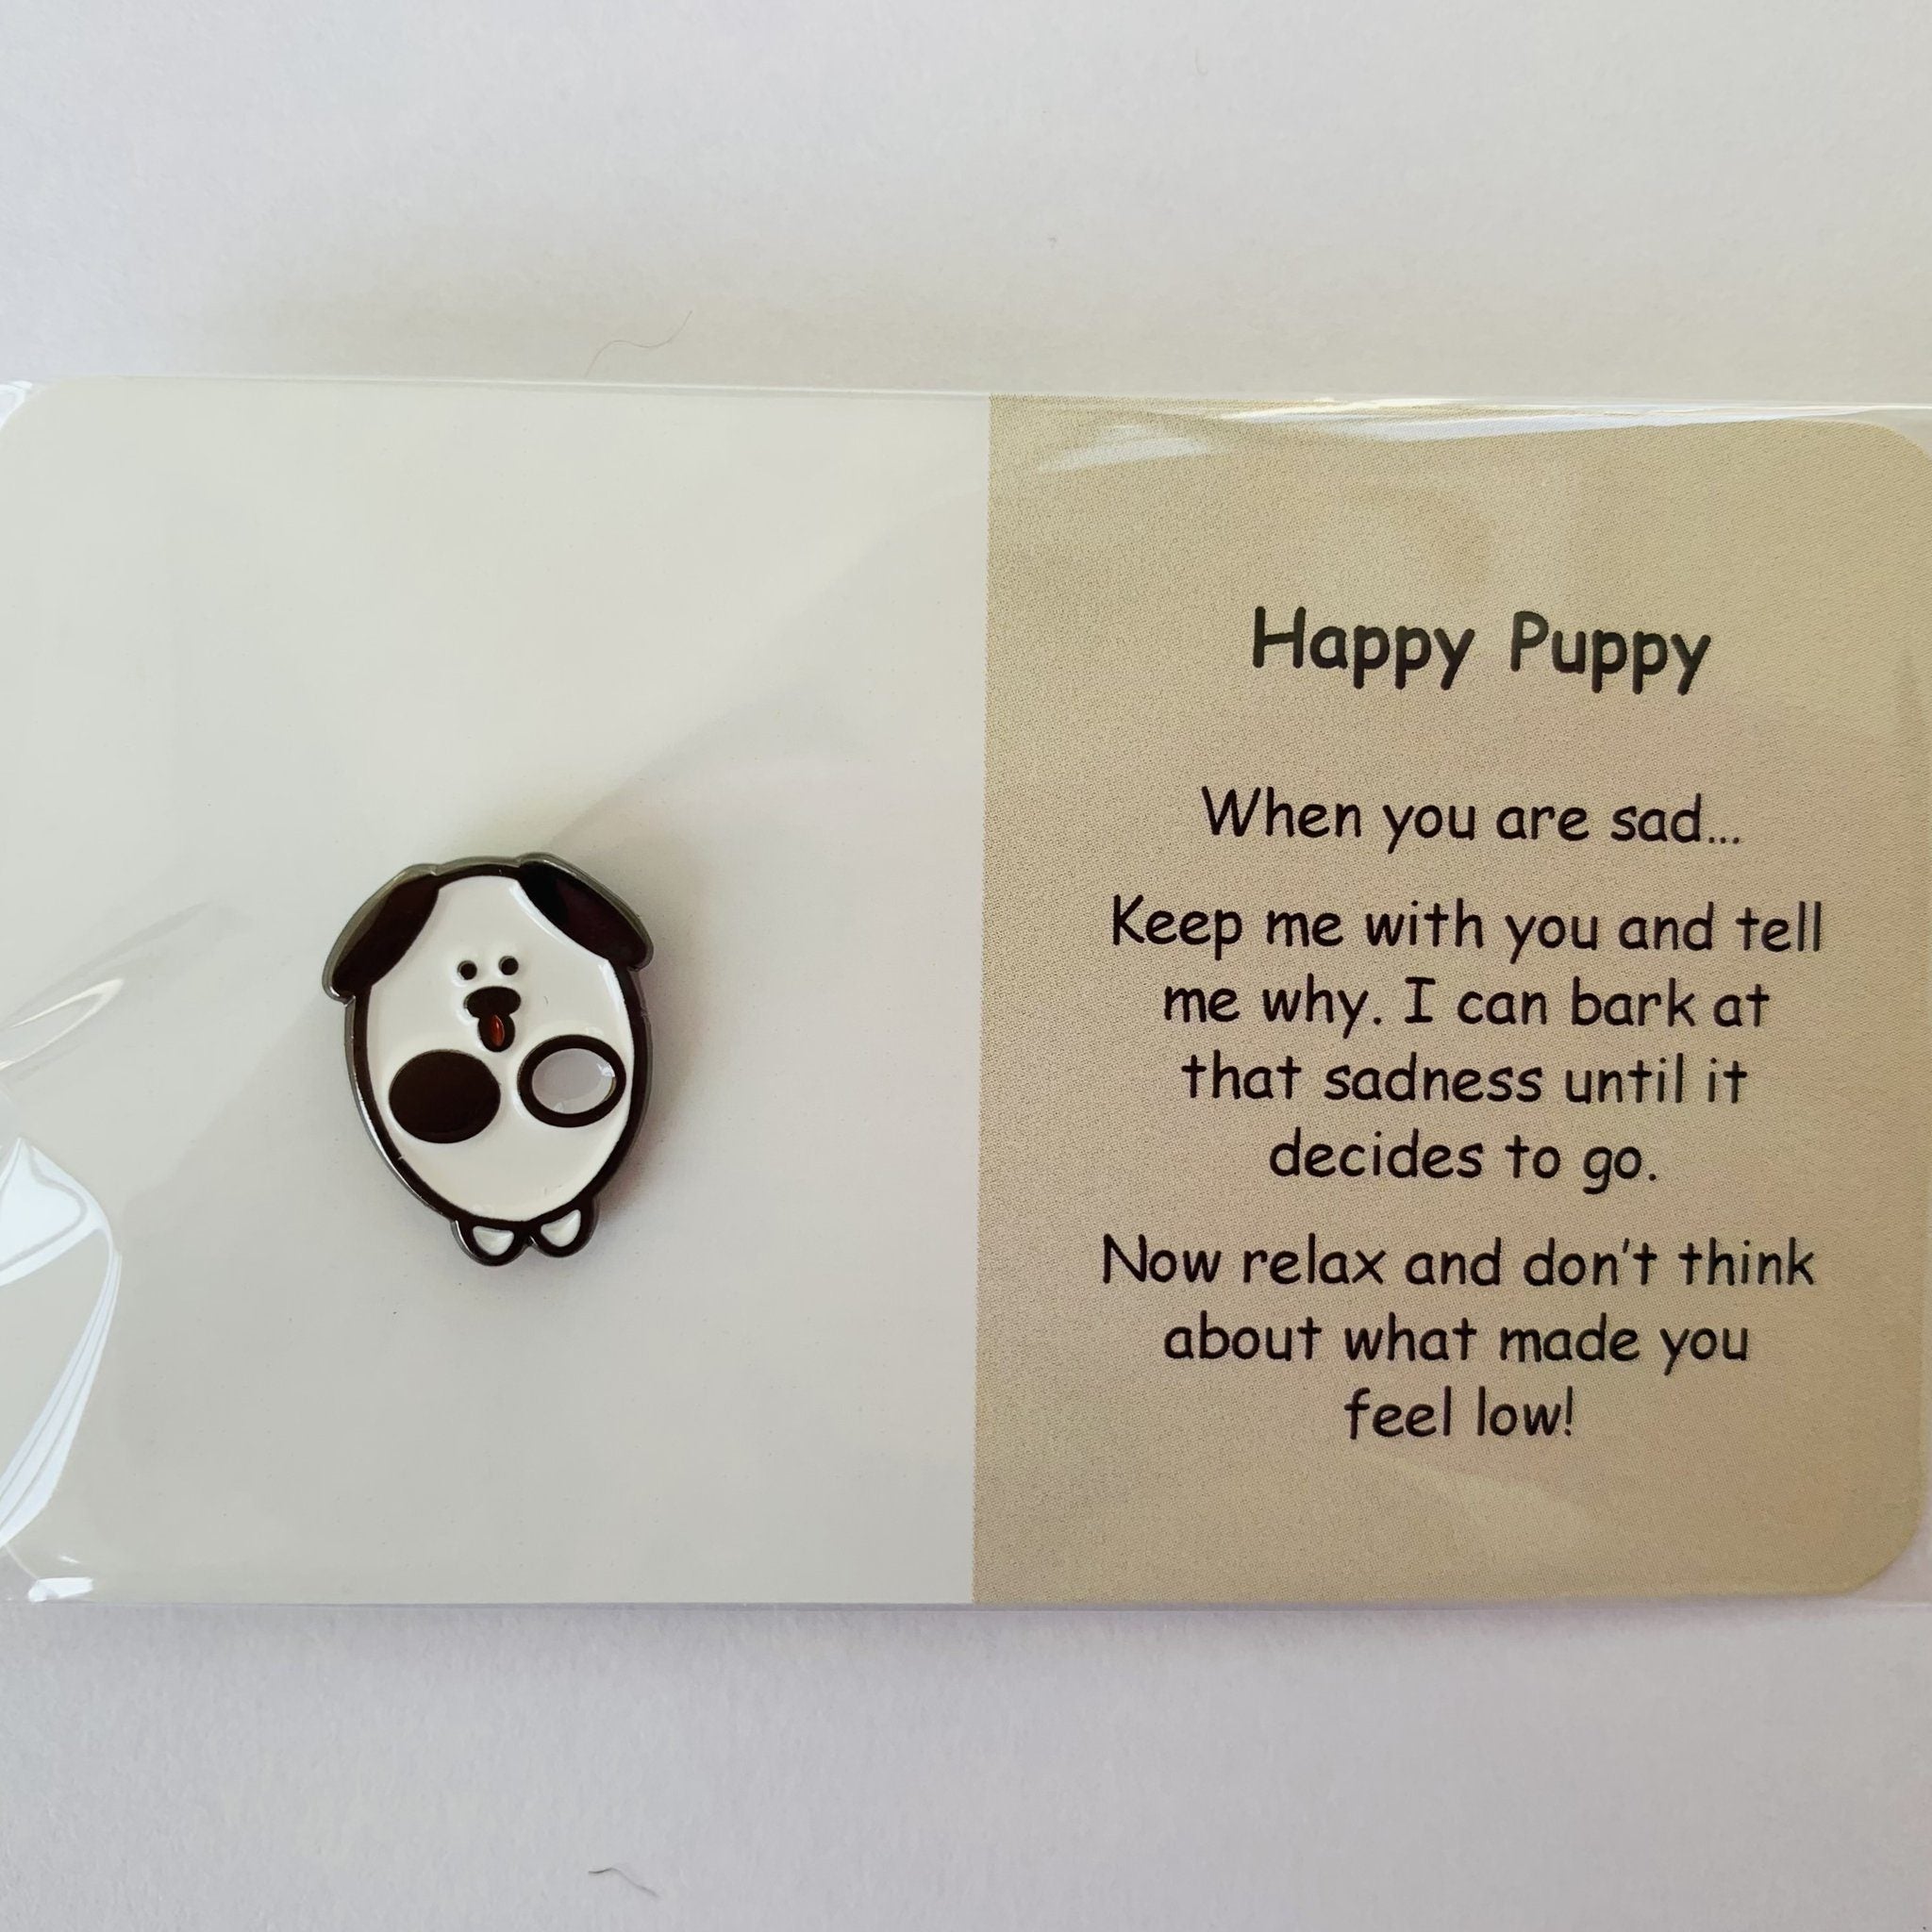 Happy Puppy
When you are sad...
Keep me with you and tell
me why. I can bark at
that sadness until it
decides to go.
Now relax and don't think
about what made you
feel low!